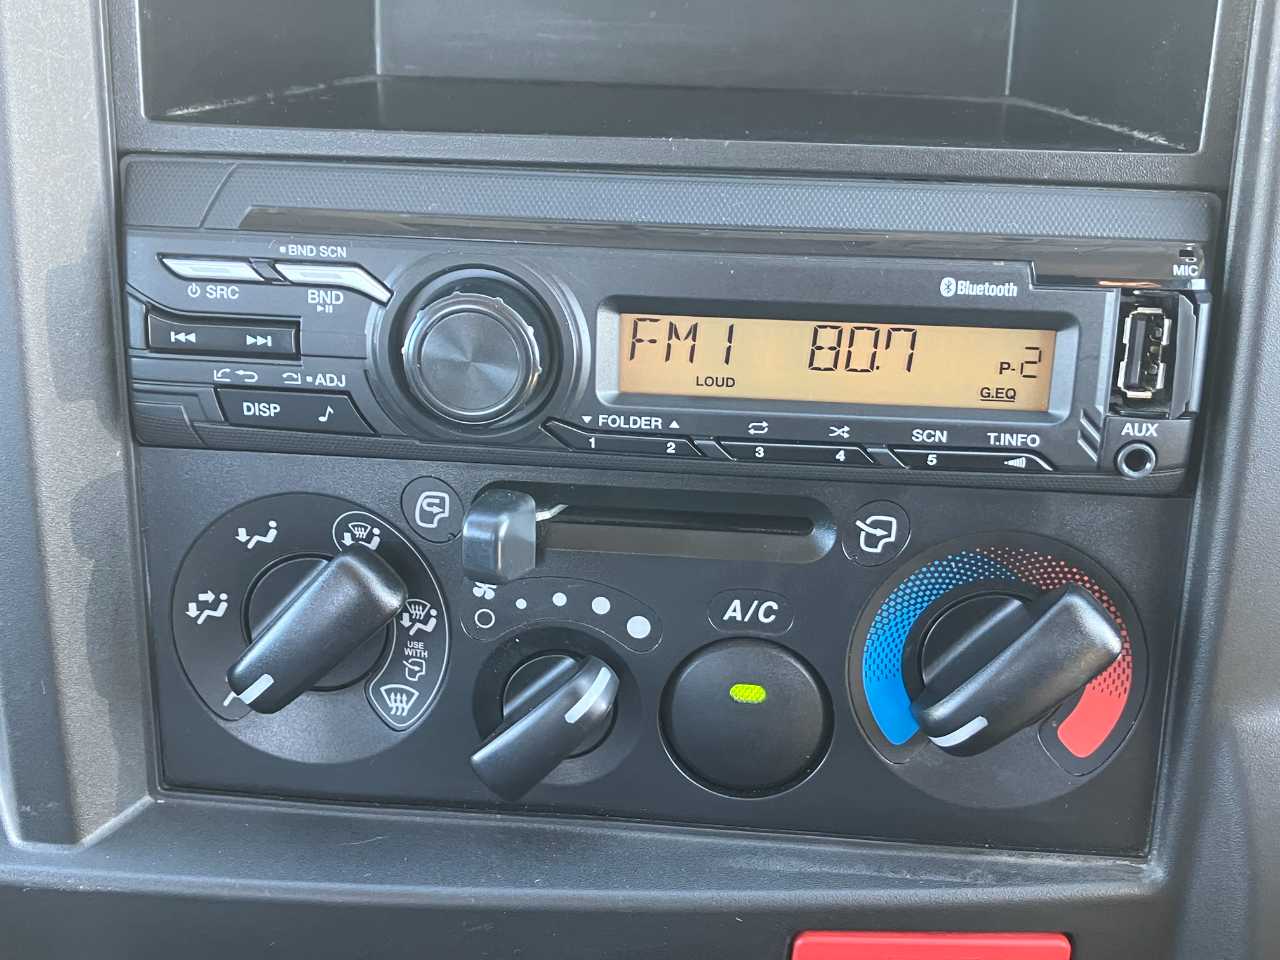 BND SCN
SRC
BND
ADJ
DISP
Bluetooth
MIC
FM1 80.7
P-2
LOUD
G.EQ
FOLDER
SCN
T.INFO
AUX
1 2 3 4 5
A/C
USE
WITH